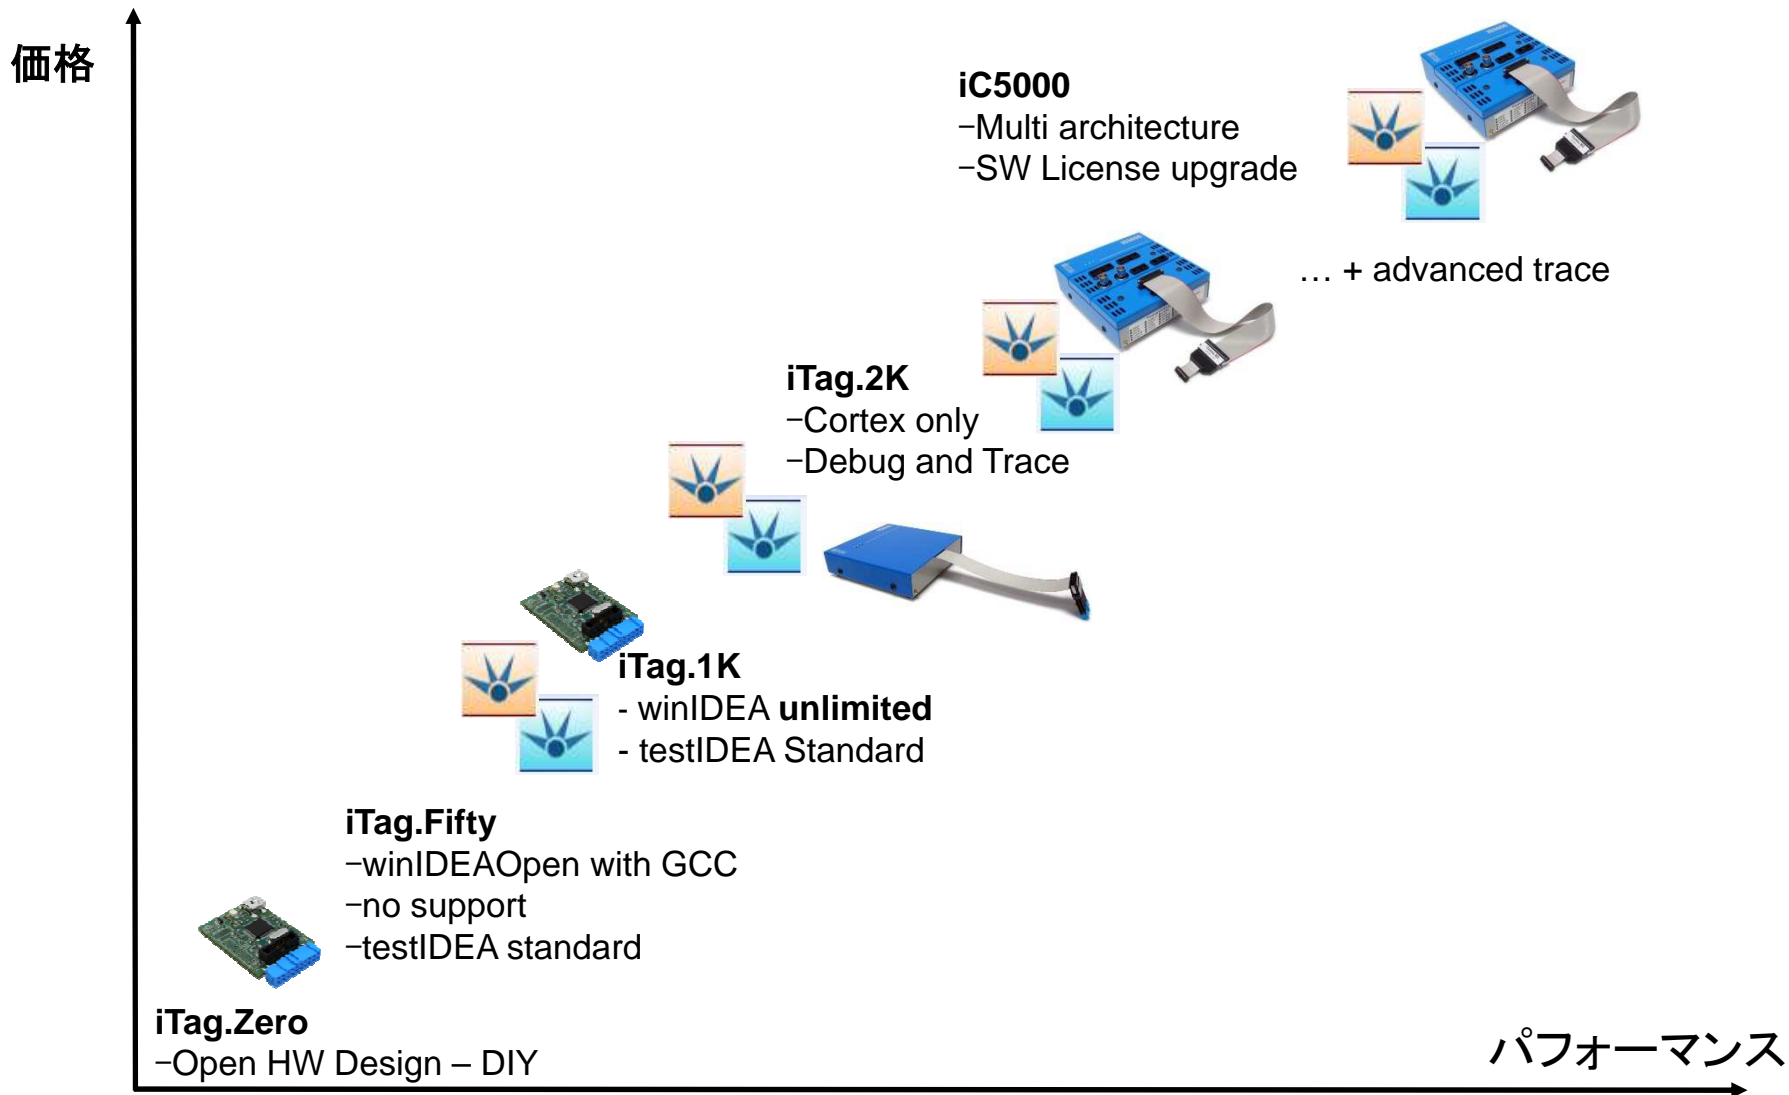 価格
iC5000
–Multi architecture
–SW License upgrade
… + advanced trace
iTag.2K
–Cortex only
–Debug and Trace
iTag.1K
- winIDEA unlimited
- testIDEA Standard
iTag.Fifty
–winIDEAOpen with GCC
–no support
–testIDEA standard
iTag.Zero
–Open HW Design – DIY
パフォーマンス